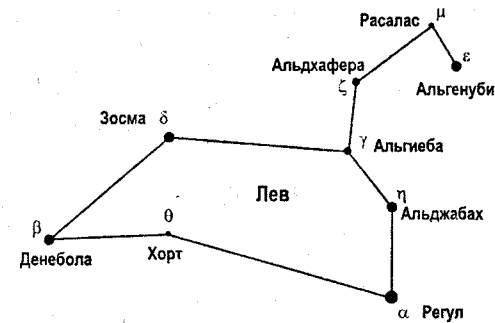 Расалас μ
ε
Альдхафера
ζ
Альгенуби
Зосма δ
γ Альгиеба
Лев
η
Альджабах
β
θ
Денебола
Хорт
α Регул